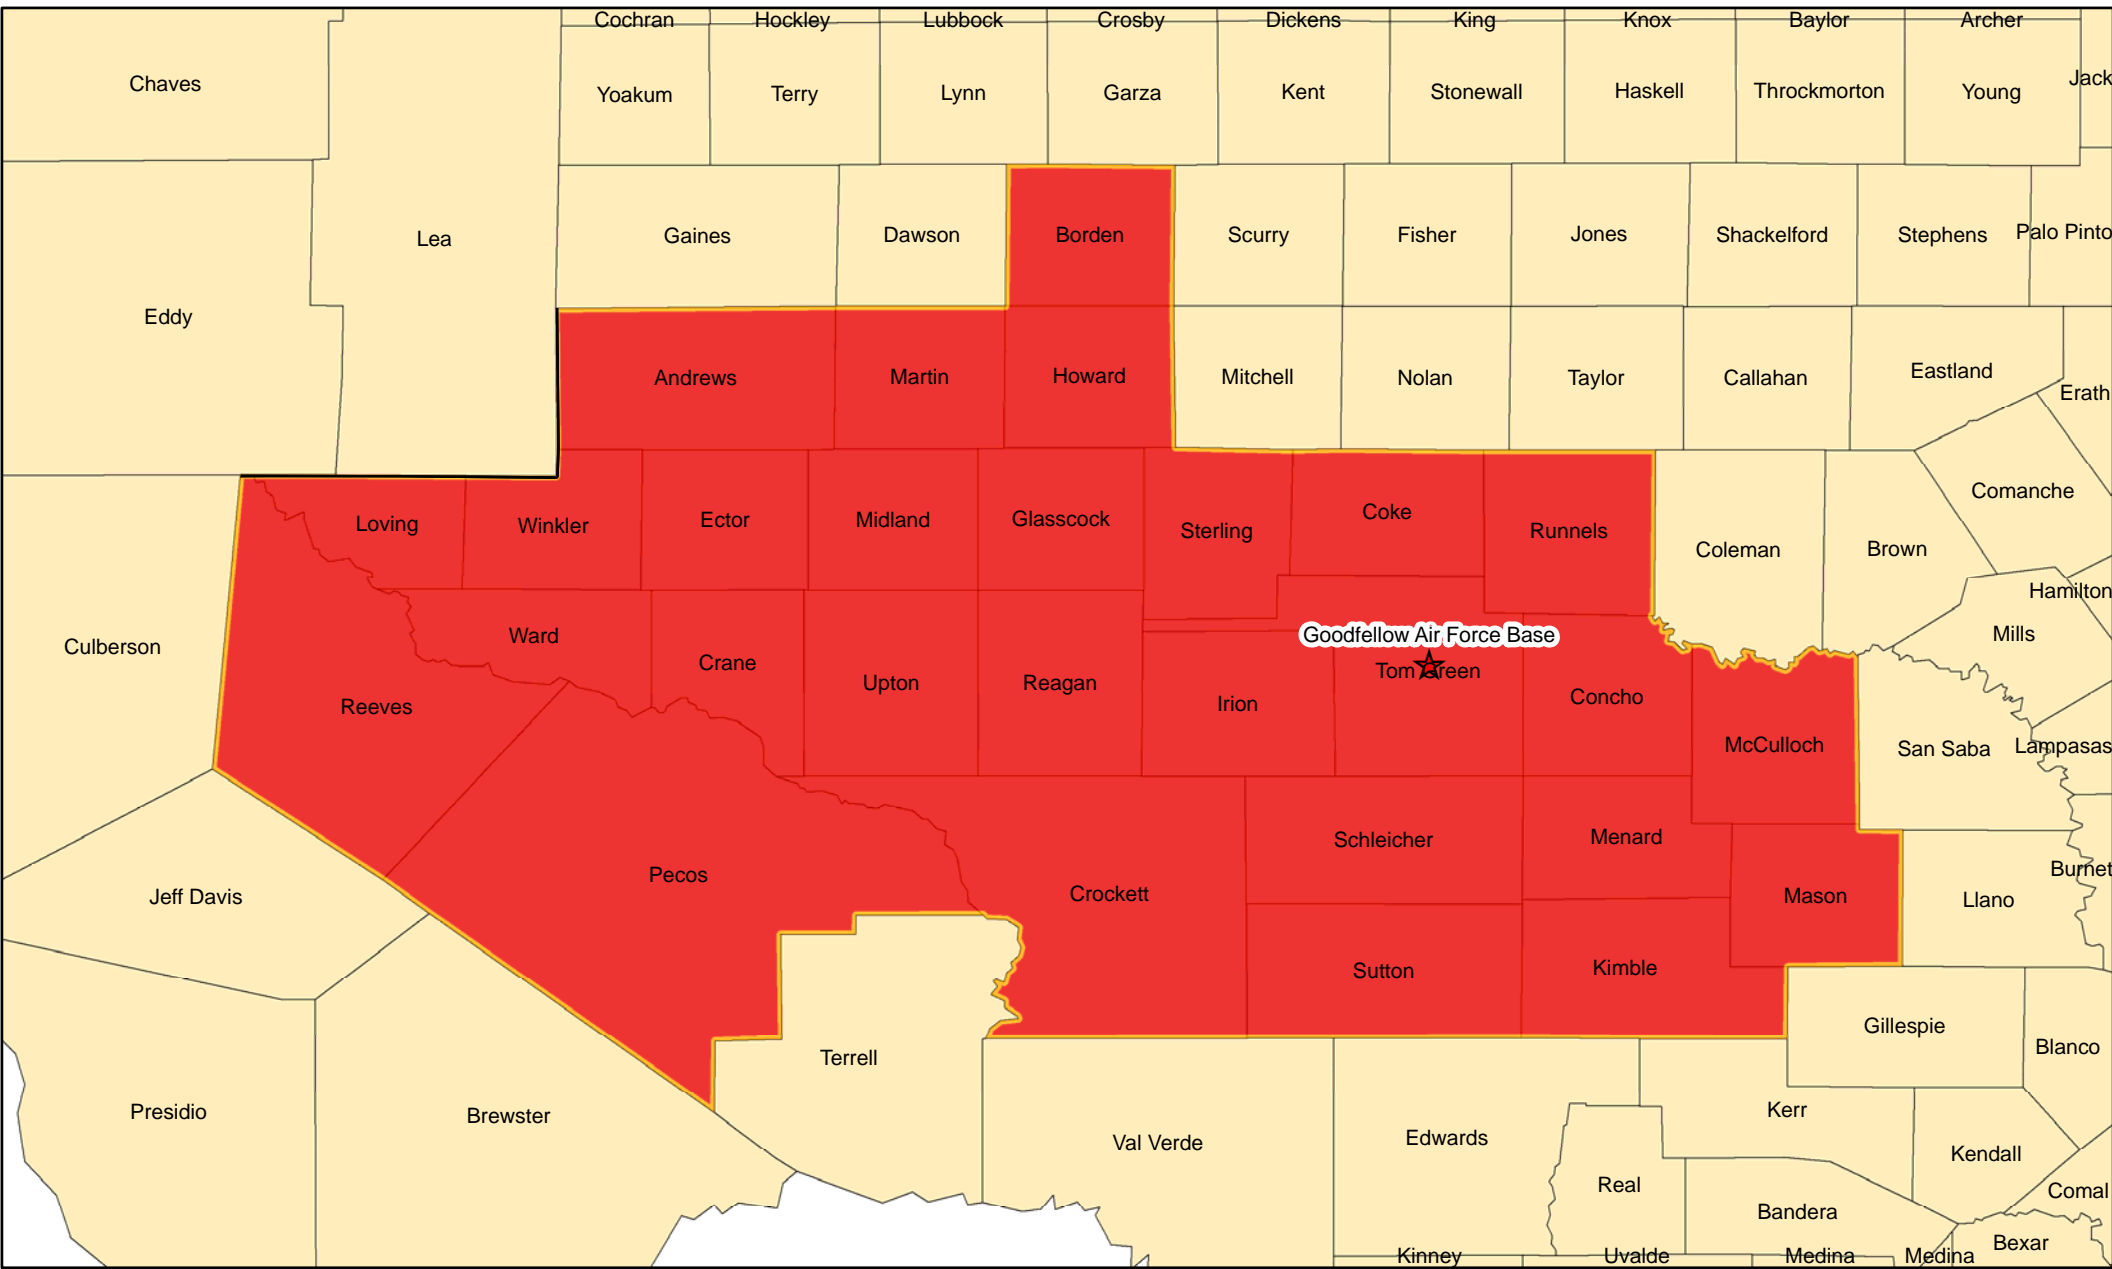 Cochran
Hockley
Lubbock
Crosby
Dickens
King
Knox
Baylor
Archer
Chaves
Yoakum
Terry
Lynn
Garza
Kent
Stonewall
Haskell
Throckmorton
Young
Jack
Eddy
Lea
Gaines
Dawson
Borden
Scurry
Fisher
Jones
Shackelford
Stephens
Palo Pinto
Andrews
Martin
Howard
Mitchell
Nolan
Taylor
Callahan
Eastland
Erath
Loving
Winkler
Ector
Midland
Glasscock
Sterling
Coke
Runnels
Coleman
Brown
Comanche
Hamilton
Culberson
Reeves
Ward
Crane
Upton
Reagan
Irion
Goodfellow Air Force Base
Tom Green
Concho
McCulloch
San Saba
Mills
Lampasas
Jeff Davis
Pecos
Crockett
Schleicher
Menard
Mason
Llano
Burnet
Sutton
Kimble
Gillespie
Blanco
Presidio
Brewster
Terrell
Val Verde
Edwards
Kerr
Kendall
Real
Bandera
Comal
Kinney
Uvalde
Medina
Medina
Bexar